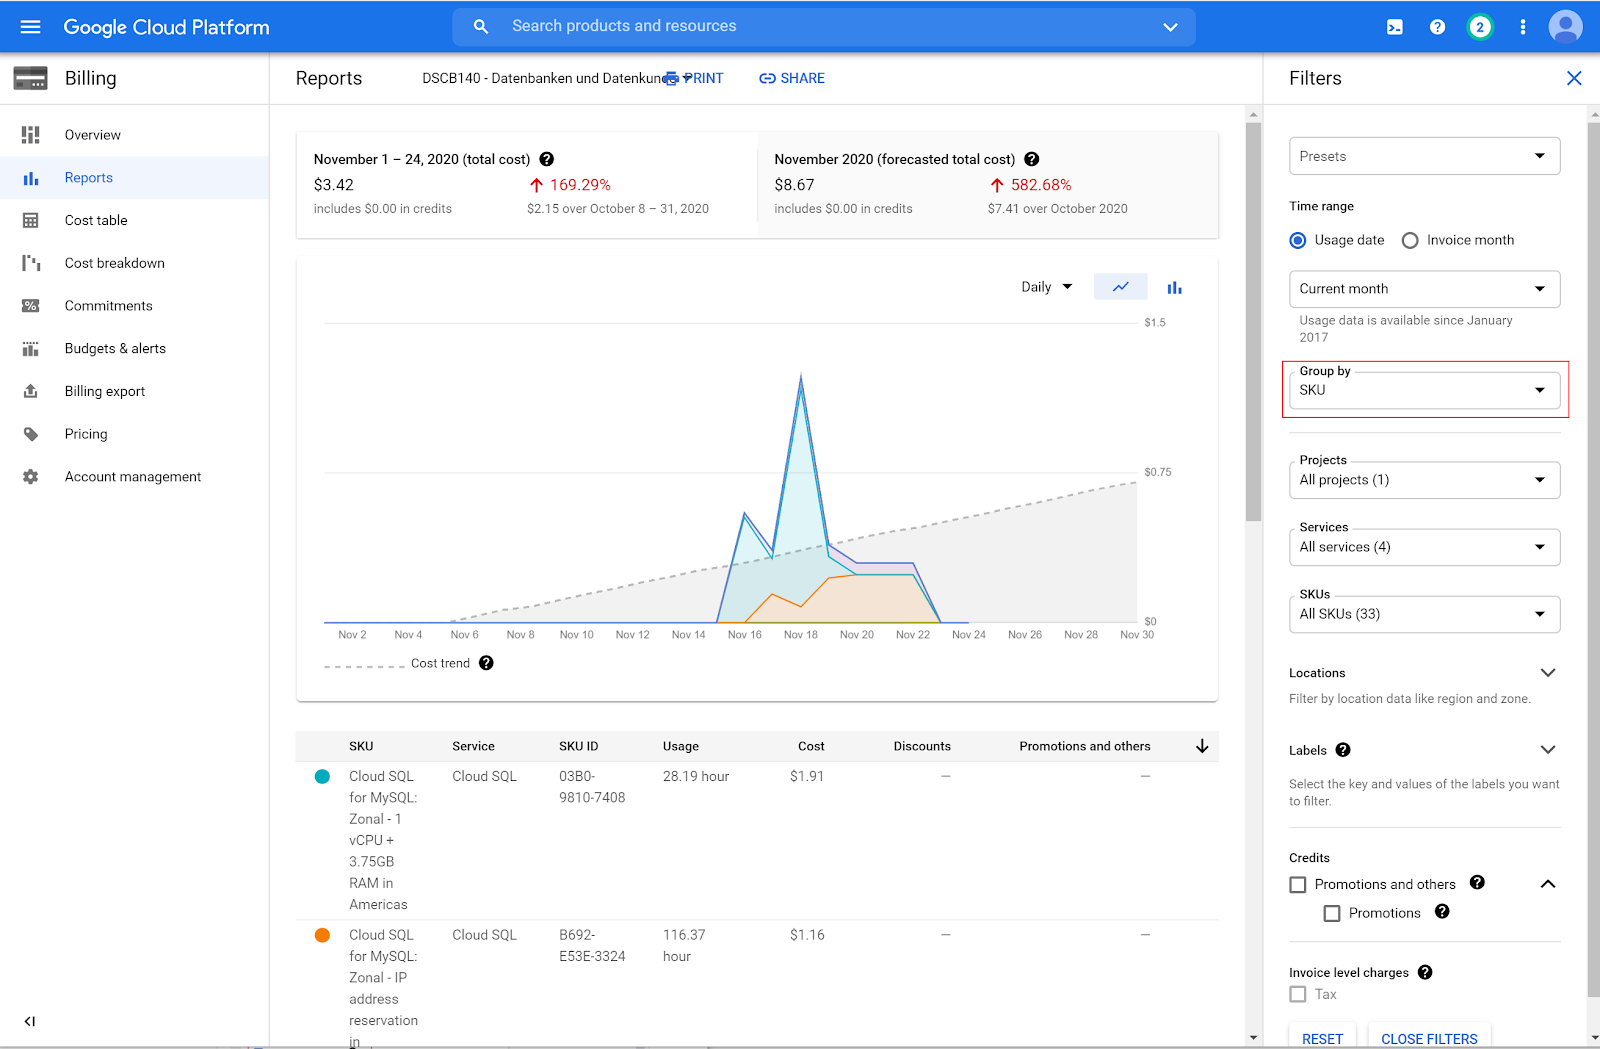 Google Cloud Platform
Search products and resources
2
Billing
Reports
DSCB140 - Datenbanken und Datenkund
PRINT
SHARE
Filters
Overview
Reports
Cost table
Cost breakdown
Commitments
Budgets & alerts
Billing export
Pricing
Account management
November 1 – 24, 2020 (total cost)
$3.42
169.29%
includes $0.00 in credits
$2.15 over October 8 – 31, 2020
November 2020 (forecasted total cost)
$8.67
582.68%
includes $0.00 in credits
$7.41 over October 2020
Daily
$1.5
$0.75
$0
Nov 2 Nov 4 Nov 6 Nov 8 Nov 10 Nov 12 Nov 14 Nov 16 Nov 18 Nov 20 Nov 22 Nov 24 Nov 26 Nov 28 Nov 30
Cost trend
SKU Service SKU ID Usage Cost Discounts Promotions and others
Cloud SQL Cloud SQL 03B0- 28.19 hour $1.91 — —
for MySQL: 9810-7408
Zonal - 1
vCPU +
3.75GB
RAM in
Americas
Cloud SQL Cloud SQL B692- 116.37 $1.16 — —
for MySQL: E53E-3324 hour
Zonal - IP
address
reservation
in
Presets
Time range
Usage date
Invoice month
Current month
Usage data is available since January
2017
Group by
SKU
Projects
All projects (1)
Services
All services (4)
SKUs
All SKUs (33)
Locations
Filter by location data like region and zone.
Labels
Select the key and values of the labels you want
to filter.
Credits
Promotions and others
Promotions
Invoice level charges
Tax
RESET
CLOSE FILTERS